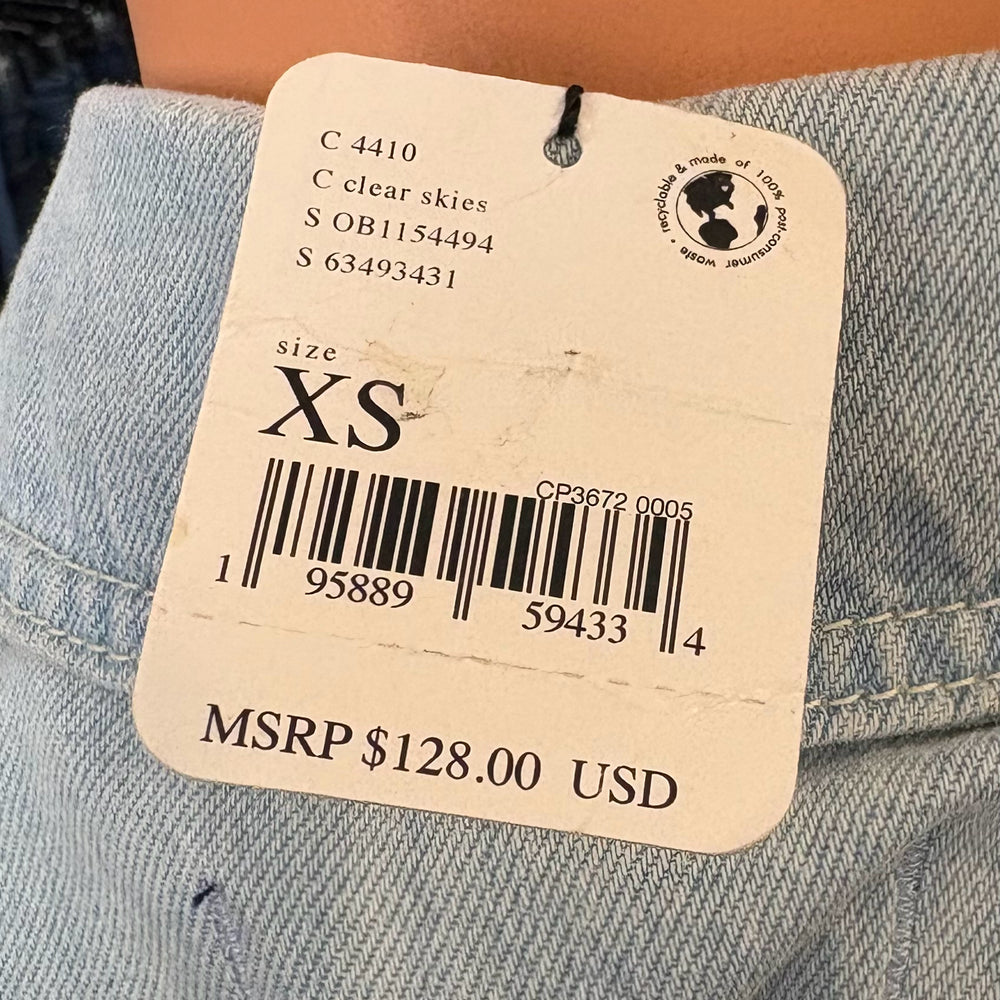 C 4410
C clear skies
S OB1154494
S 63493431
recyclable & made of 100% post-consumer waste •
size
XS
CP3672 0005
1 95889 59433 4
MSRP $128.00 USD